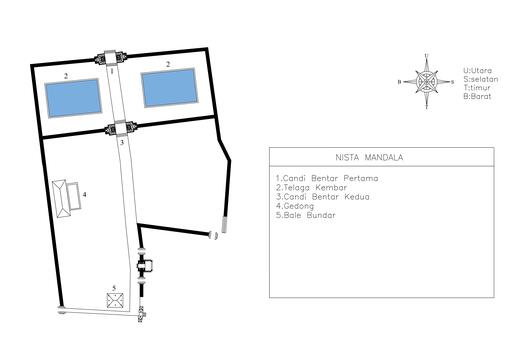 U
B
S
T
U:Utara
S:selatan
T:timur
B:Barat
1
2
2
3
4
5
NISTA MANDALA
1.Candi Bentar Pertama
2.Telaga Kembar
3.Candi Bentar Kedua
4.Gedong
5.Bale Bundar